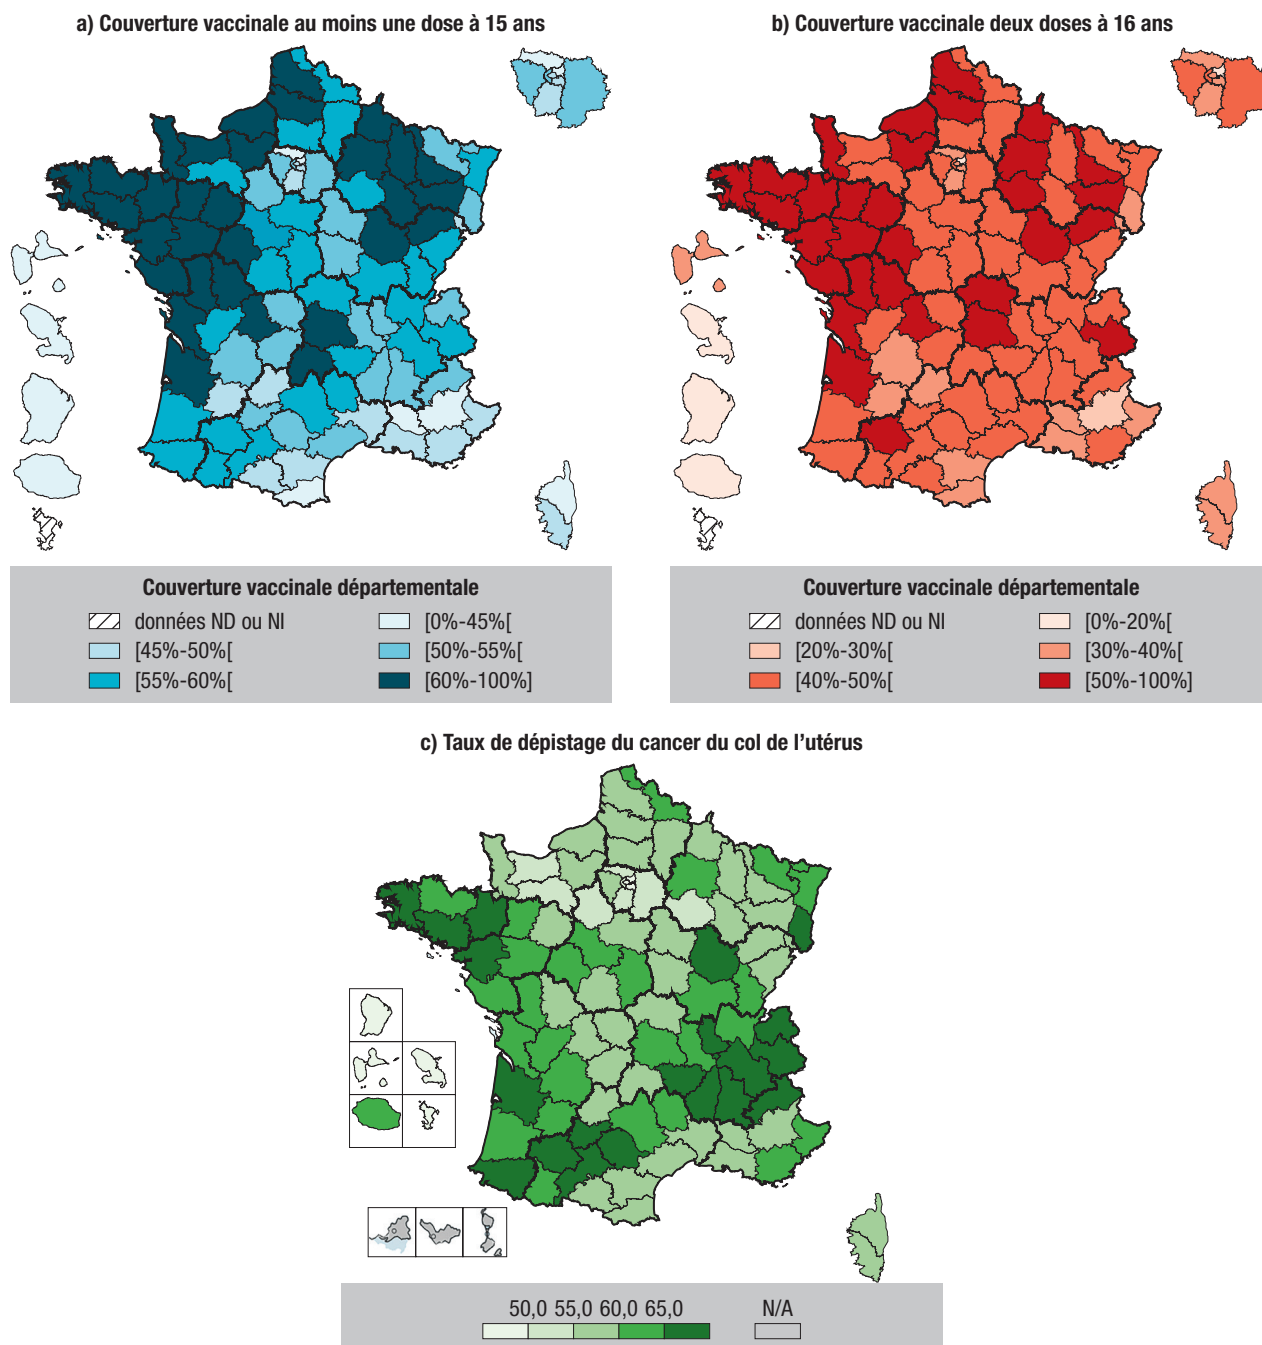 a) Couverture vaccinale au moins une dose à 15 ans
b) Couverture vaccinale deux doses à 16 ans
Couverture vaccinale départementale
données ND ou NI
[0%-45%[
[45%-50%[
[50%-55%[
[55%-60%[
[60%-100%]
Couverture vaccinale départementale
données ND ou NI
[0%-20%[
[20%-30%[
[30%-40%[
[40%-50%[
[50%-100%]
c) Taux de dépistage du cancer du col de l’utérus
50,0 55,0 60,0 65,0 N/A